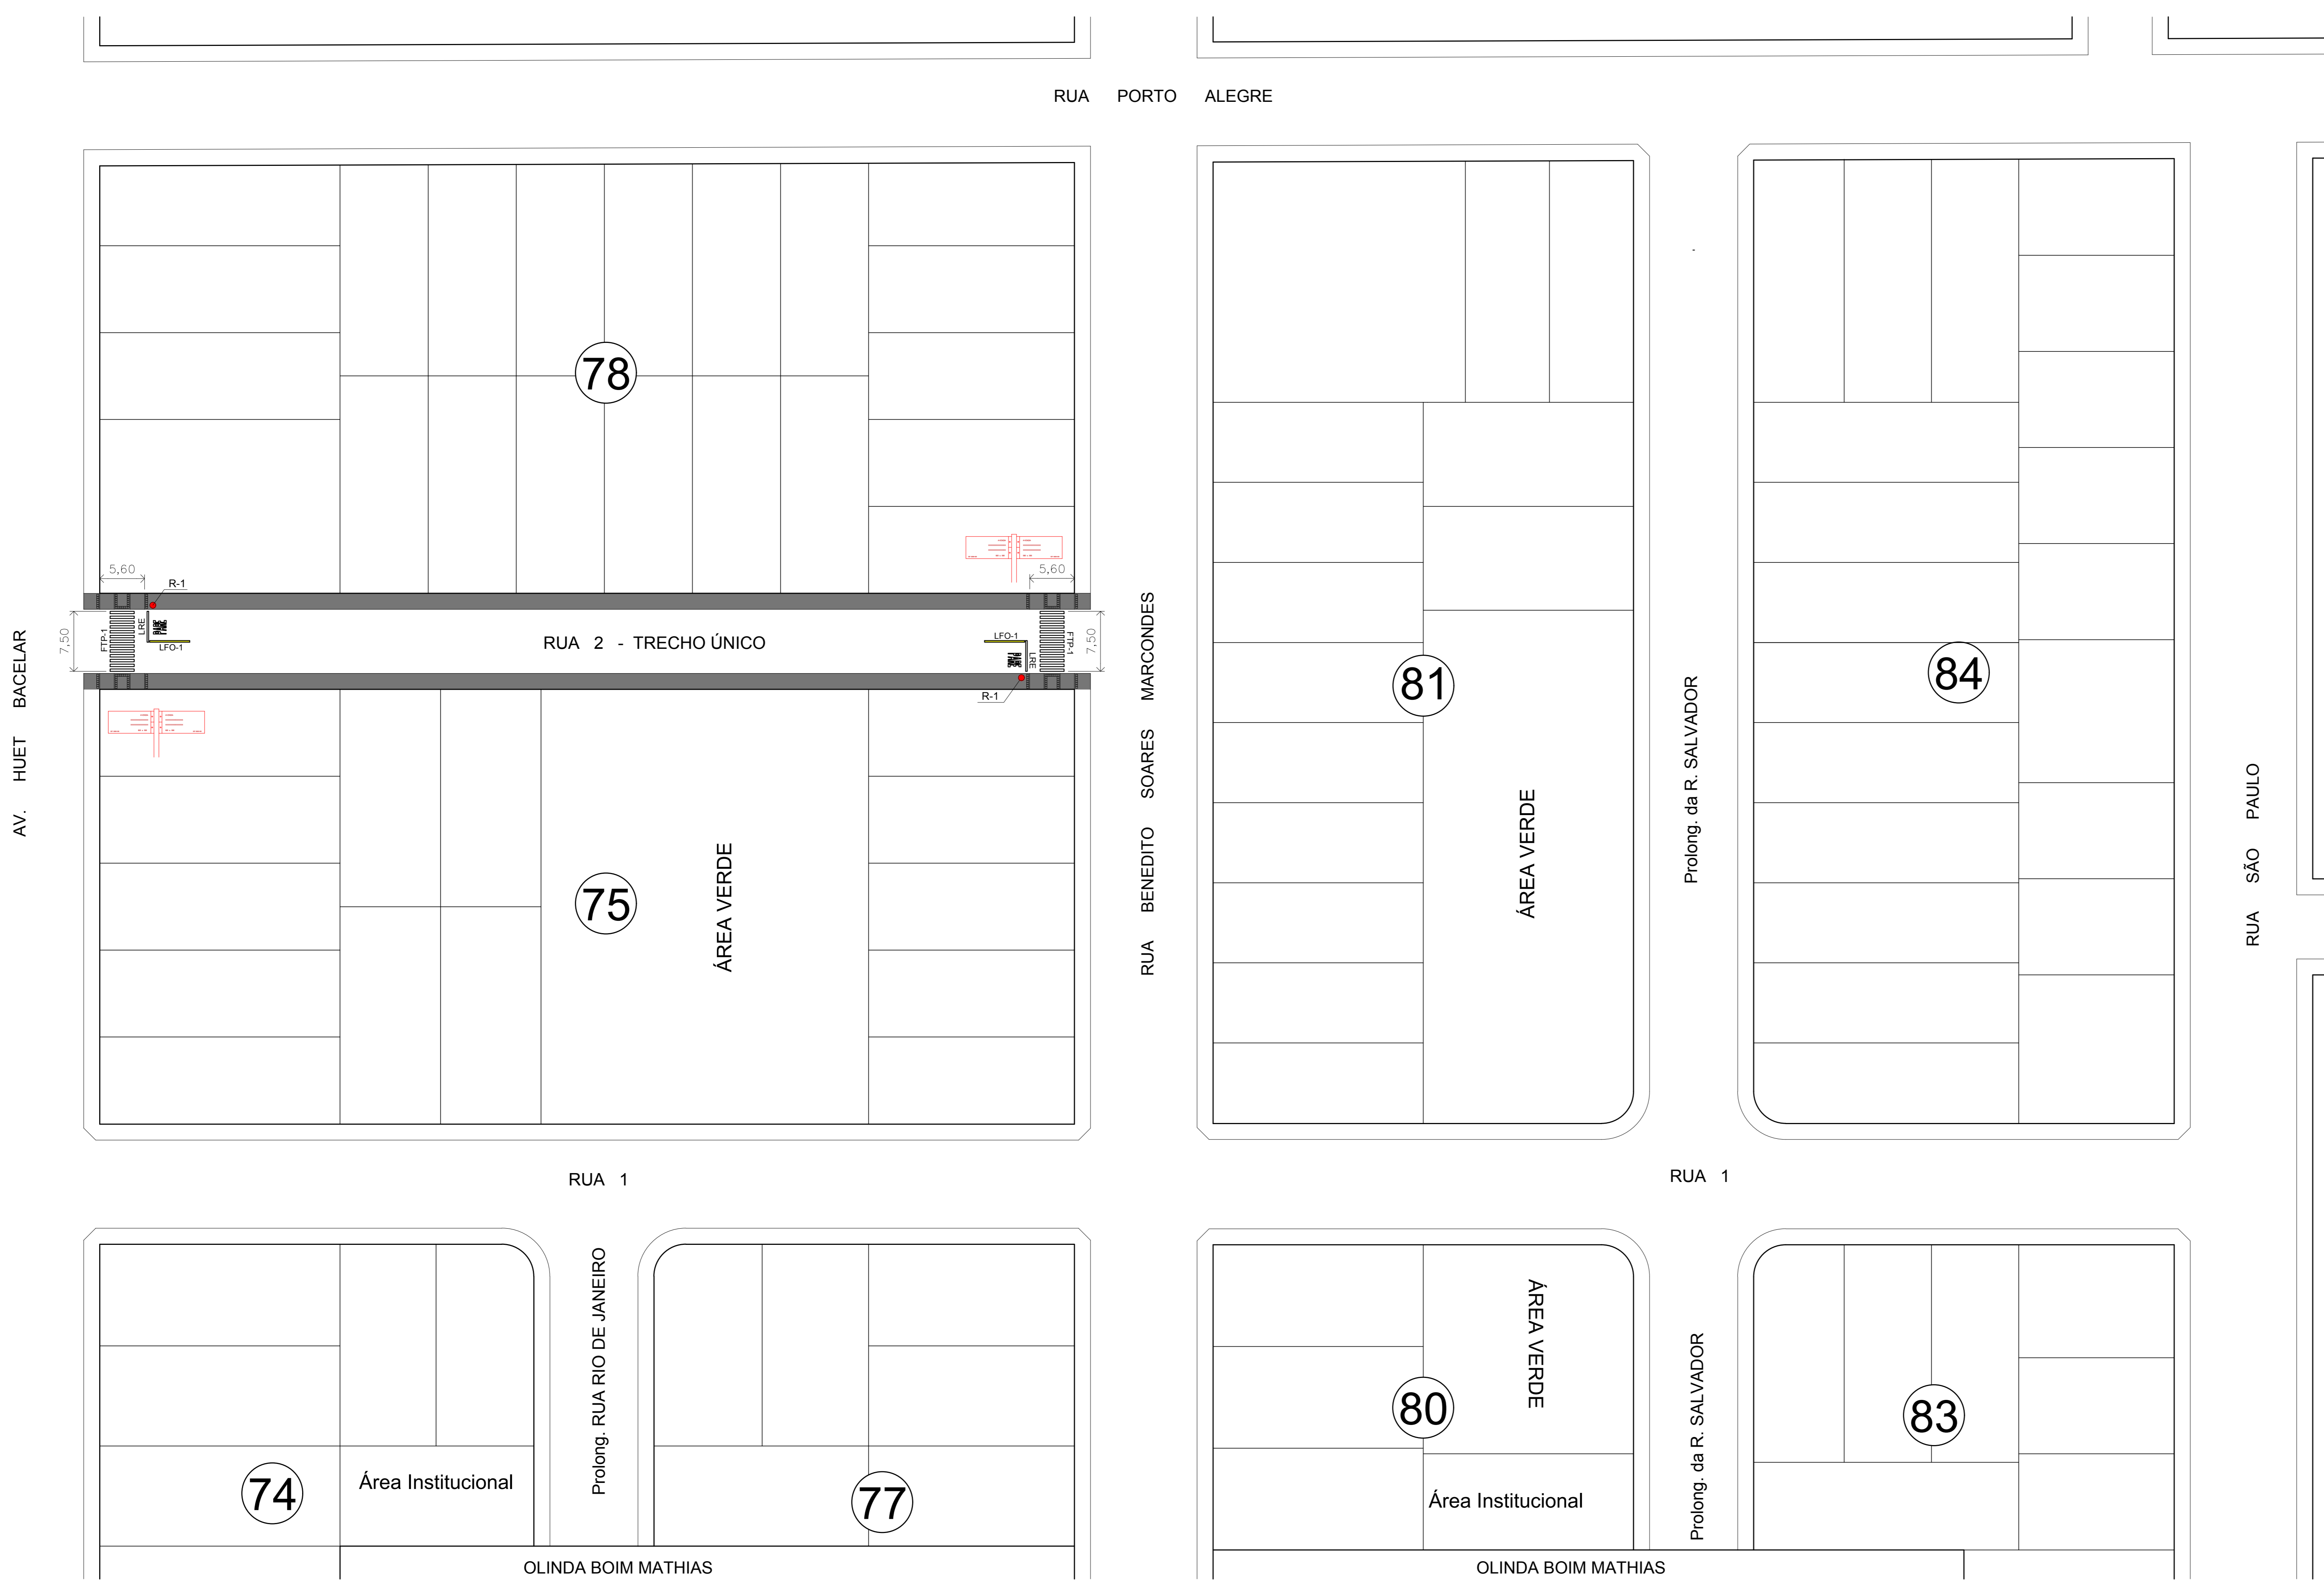 RUA PORTO ALEGRE
78
5,60
R-1
5,60
7,50
FTP-1
LRE
LFO-1
RUA 2 - TRECHO ÚNICO
LFO-1
LRE
FTP-1
7,50
R-1
AV. HUET BACELAR
RUA BENEDITO SOARES MARCONDES
81
84
Prolong. da R. SALVADOR
RUA SÃO PAULO
75
ÁREA VERDE
ÁREA VERDE
RUA 1
RUA 1
Prolong. RUA RIO DE JANEIRO
ÁREA VERDE
80
83
Prolong. da R. SALVADOR
74
Área Institucional
77
Área Institucional
OLINDA BOIM MATHIAS
OLINDA BOIM MATHIAS